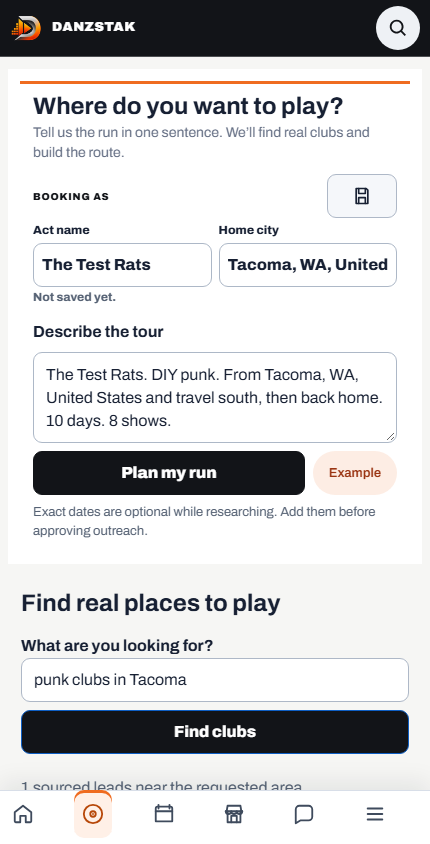 DANZSTAK
Where do you want to play?
Tell us the run in one sentence. We'll find real clubs and
build the route.
BOOKING AS
Act name
Home city
The Test Rats
Tacoma, WA, United
Not saved yet.
Describe the tour
The Test Rats. DIY punk. From Tacoma, WA,
United States and travel south, then back home.
10 days. 8 shows.
Plan my run
Example
Exact dates are optional while researching. Add them before
approving outreach.
Find real places to play
What are you looking for?
punk clubs in Tacoma
Find clubs
1 sourced leads near the requested area